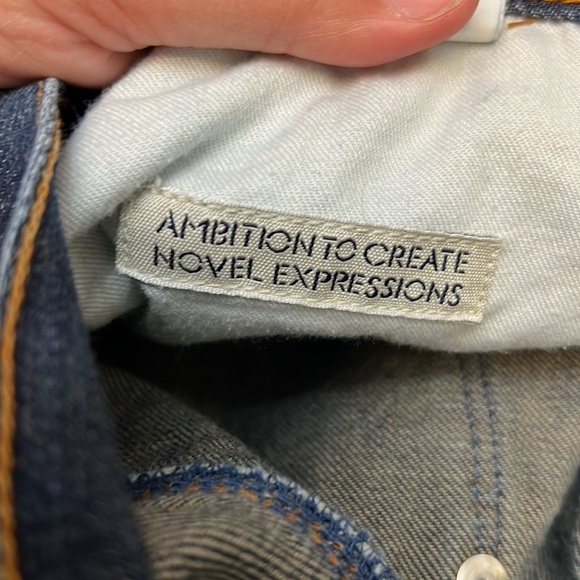 AMBITION TO CREATE
NOVEL EXPRESSIONS